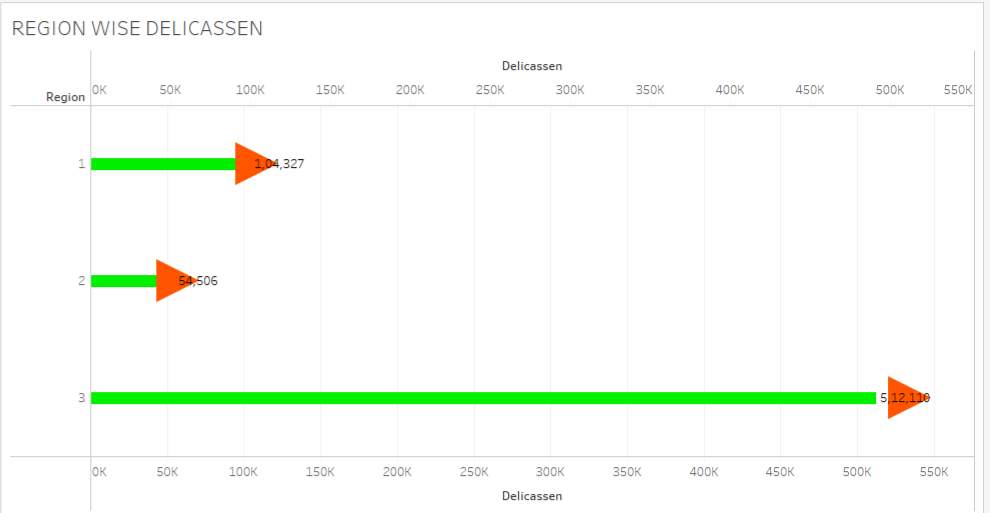 REGION WISE DELICASSEN
Delicassen
Region 0K 50K 100K 150K 200K 250K 300K 350K 400K 450K 500K 550K
1 1,04,327
2 54,506
3 5,12,110
0K 50K 100K 150K 200K 250K 300K 350K 400K 450K 500K 550K
Delicassen